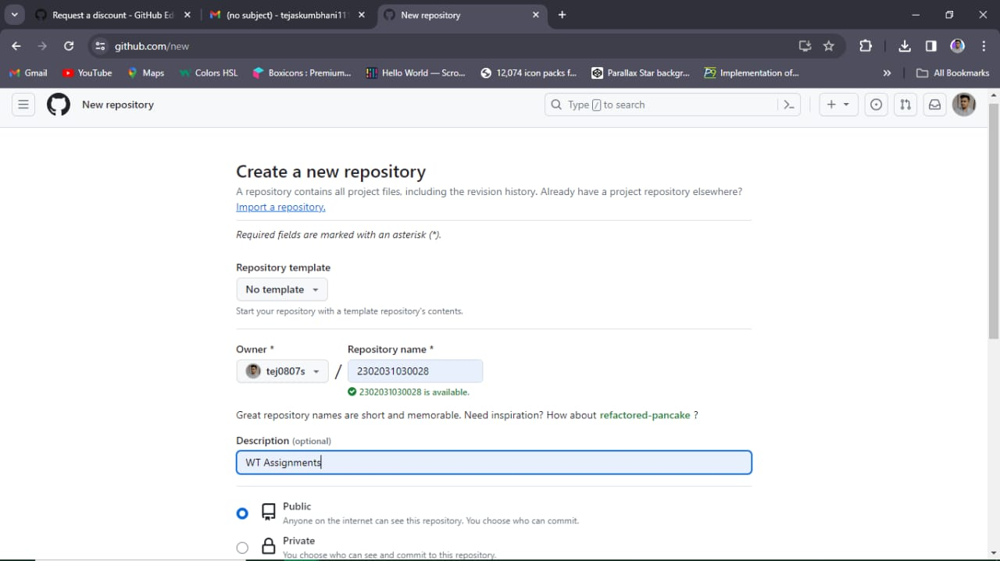 Request a discount - GitHub Ed
(no subject) - tejaskumbhani11
New repository
github.com/new
Gmail
YouTube
Maps
Colors HSL
Boxicons : Premium...
Hello World — Scro...
12,074 icon packs f...
Parallax Star backgr...
Implementation of...
All Bookmarks
New repository
Type / to search
Create a new repository
A repository contains all project files, including the revision history. Already have a project repository elsewhere?
Import a repository.
Required fields are marked with an asterisk (*).
Repository template
No template
Start your repository with a template repository's contents.
Owner * Repository name *
tej0807s / 2302031030028
2302031030028 is available.
Great repository names are short and memorable. Need inspiration? How about refactored-pancake ?
Description (optional)
WT Assignments
Public
Anyone on the internet can see this repository. You choose who can commit.
Private
You choose who can see and commit to this repository.